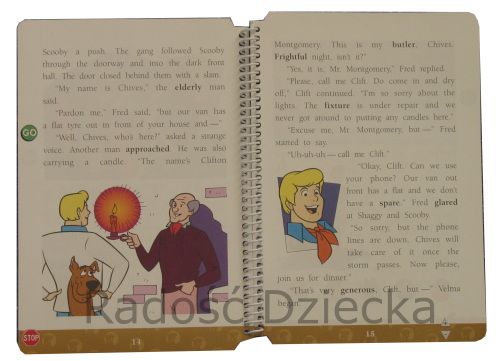 Scooby a push. The gang followed Scooby
through the doorway and into the dark front
hall. The door closed behind them with a slam.
"My name is Chives," the elderly man
said.
"Pardon me," Fred said, "but our van has
a flat tyre out in front of your house and —"
"Well, Chives, who's here?" asked a strange
voice. Another man approached. He was also
carrying a candle. "The name's Clifton
GO
STOP
14
Montgomery. This is my butler, Chives.
Frightful night, isn't it?"
"Yes, it is, Mr. Montgomery," Fred replied.
"Please, call me Clift. Do come in and dry
off," Clift continued. "I'm so sorry about the
lights. The fixture is under repair and we
never got around to putting any candles here."
"Excuse me, Mr. Montgomery, but —" Fred
started to say.
"Uh-uh-uh — call me Clift."
"Okay, Clift. Can we use
your phone? Our van out
front has a flat and we don't
have a spare." Fred glared
at Shaggy and Scooby.
"So sorry, but the phone
lines are down. Chives will
take care of it once the
storm passes. Now please,
join us for dinner."
"That's very generous, Clift, but —" Velma
began.
15
Radość Dziecka